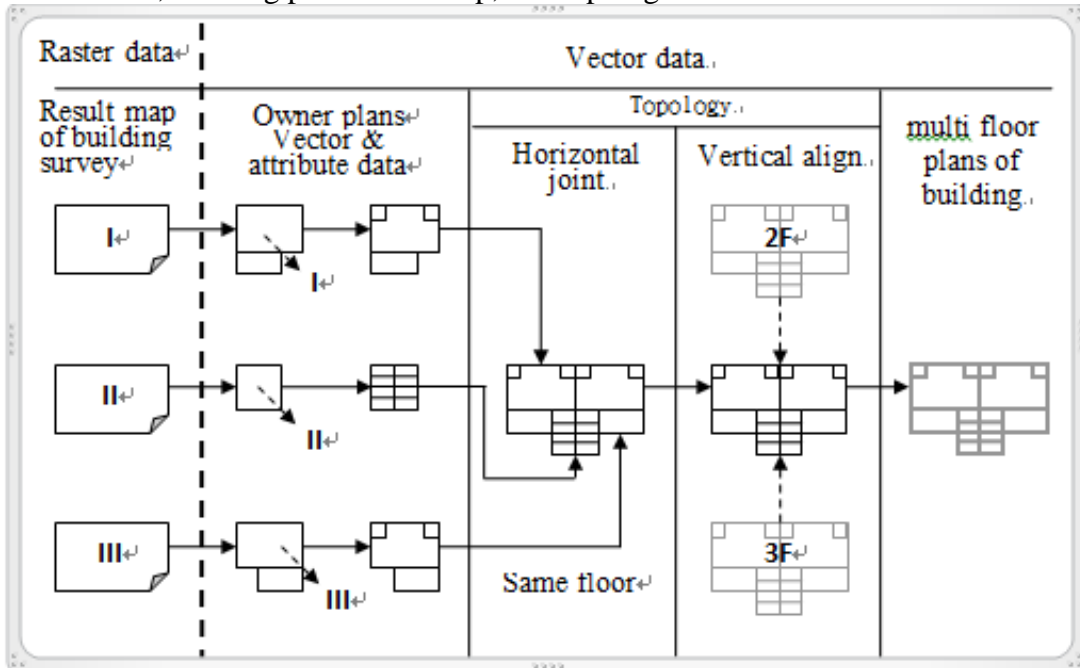 Raster data
Vector data
Result map
of building
survey
Owner plans
Vector &
attribute data
Topology
Horizontal
joint
Vertical align
multi floor
plans of
building
I
I
2F
II
II
III
III
3F
Same floor